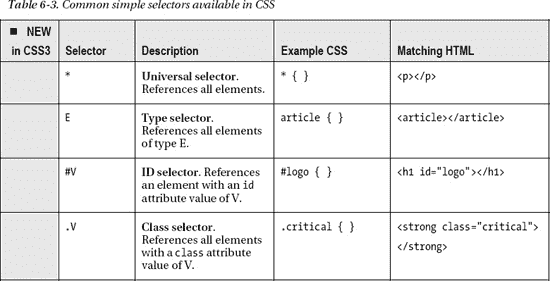 Table 6-3. Common simple selectors available in CSS
■ NEW
in CSS3 Selector Description Example CSS Matching HTML
* Universal selector. * { } <p></p>
References all elements.
E Type selector. article { } <article></article>
References all elements
of type E.
#V ID selector. References #logo { } <h1 id="logo"></h1>
an element with an id
attribute value of V.
.V Class selector. .critical { } <strong class="critical">
References all elements </strong>
with a class attribute
value of V.